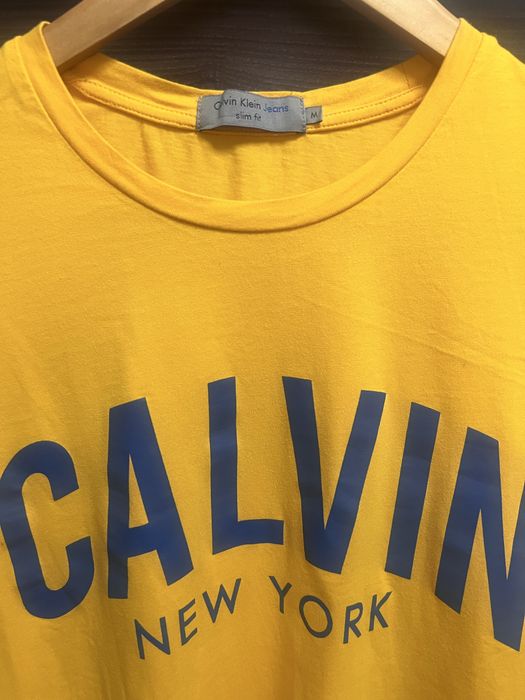 Calvin Klein Jeans
slim fit
M
CALVIN
NEW YORK